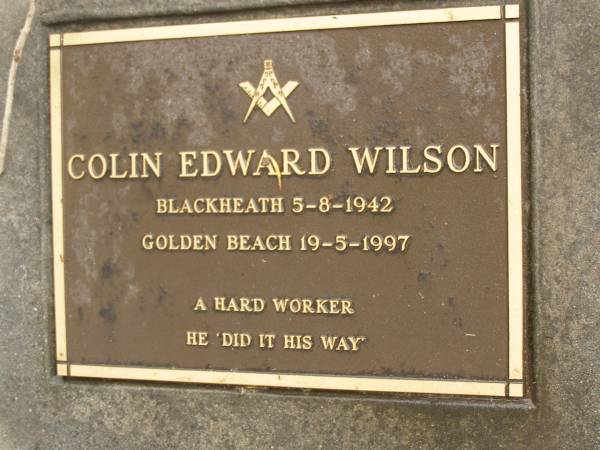 COLIN EDWARD WILSON
BLACKHEATH 5-8-1942
GOLDEN BEACH 19-5-1997
A HARD WORKER
HE 'DID IT HIS WAY'